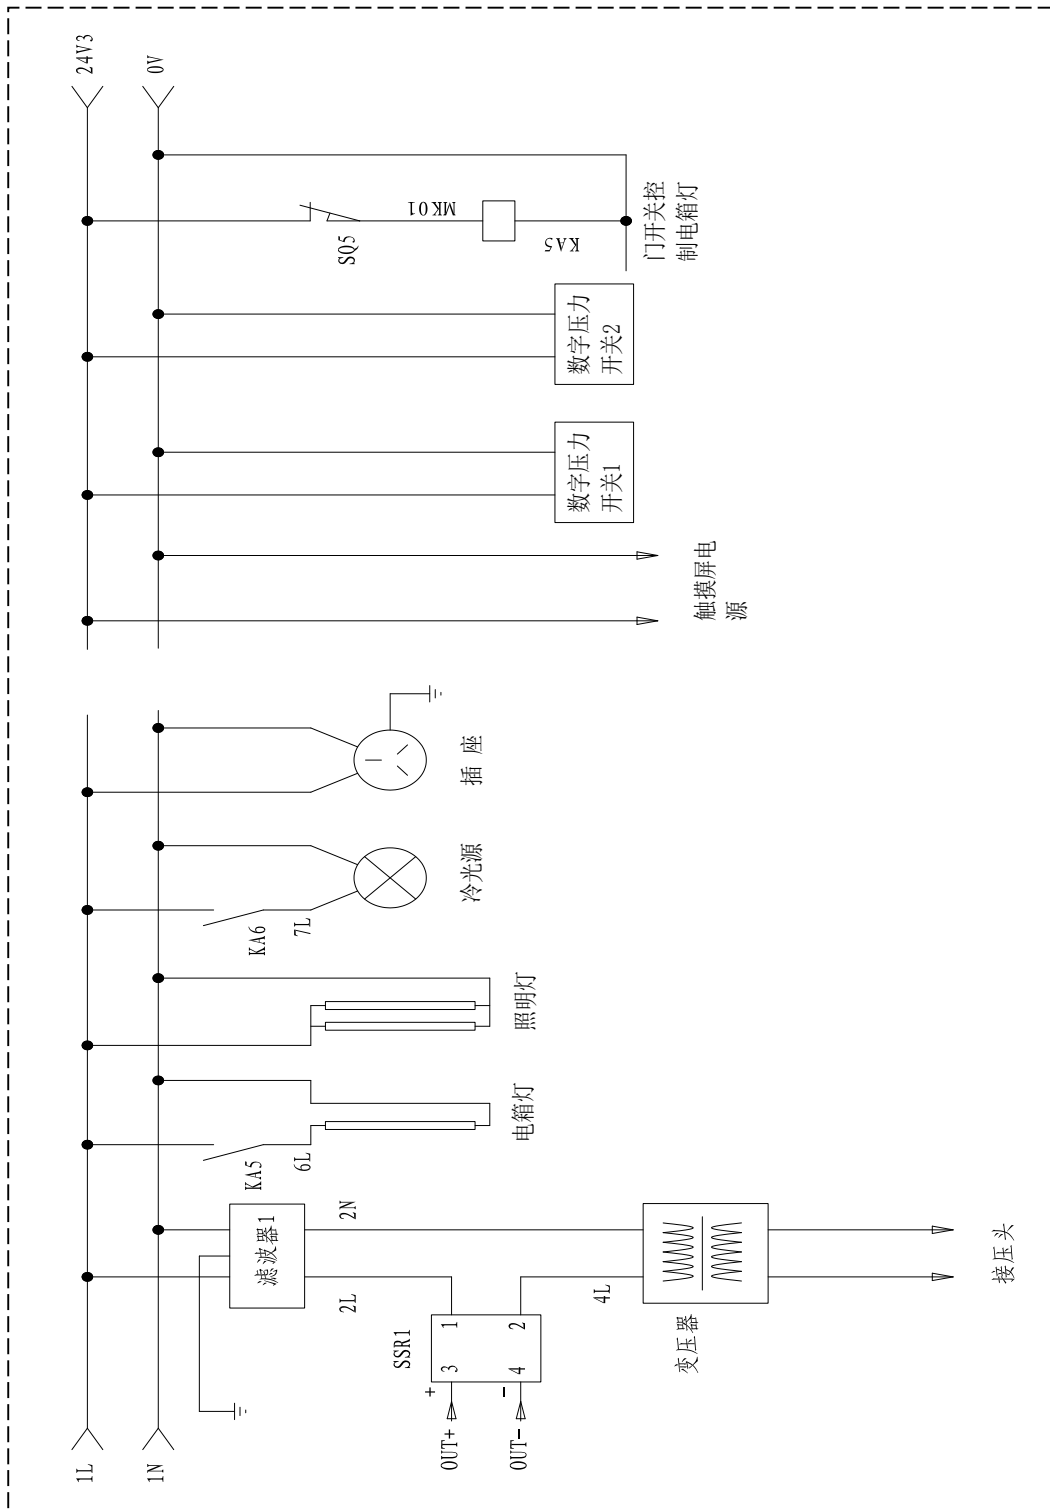 1L
1N
滤波器1
2L
2N
SSR1
1
2
3
4
+
-
OUT+
OUT-
4L
变压器
接压头
KA5
6L
电箱灯
照明灯
KA6
7L
冷光源
插 座
24V3
0V
触摸屏电
源
数字压力
开关1
数字压力
开关2
SQ5
MK01
KA5
门开关控
制电箱灯